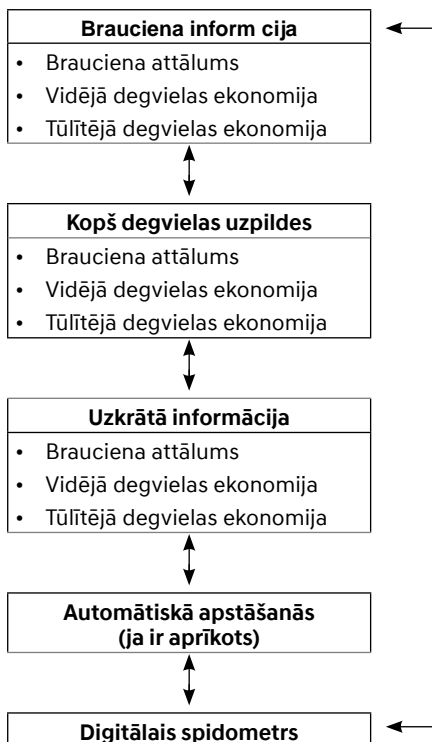 Brauciena inform cija
• Brauciena attālums
• Vidējā degvielas ekonomija
• Tūlītējā degvielas ekonomija
Kopš degvielas uzpildes
• Brauciena attālums
• Vidējā degvielas ekonomija
• Tūlītējā degvielas ekonomija
Uzkrātā informācija
• Brauciena attālums
• Vidējā degvielas ekonomija
• Tūlītējā degvielas ekonomija
Automātiskā apstāšanās
(ja ir aprīkots)
Digitālais spidometrs